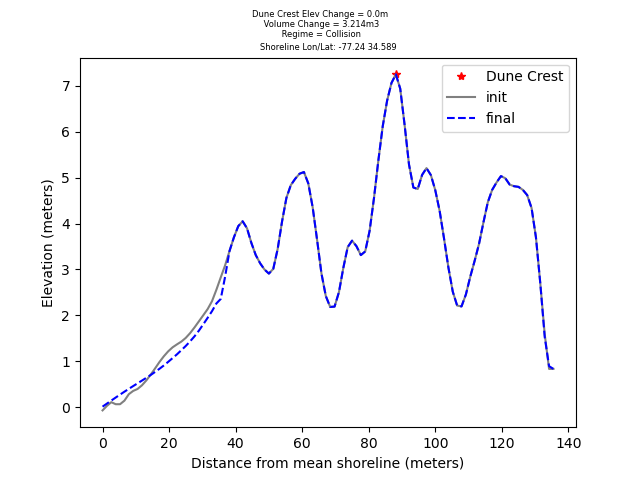 Dune Crest Elev Change = 0.0m
Volume Change = 3.214m3
Regime = Collision
Shoreline Lon/Lat: -77.24 34.589
Dune Crest
init
final
Elevation (meters)
7
6
5
4
3
2
1
0
0 20 40 60 80 100 120 140
Distance from mean shoreline (meters)